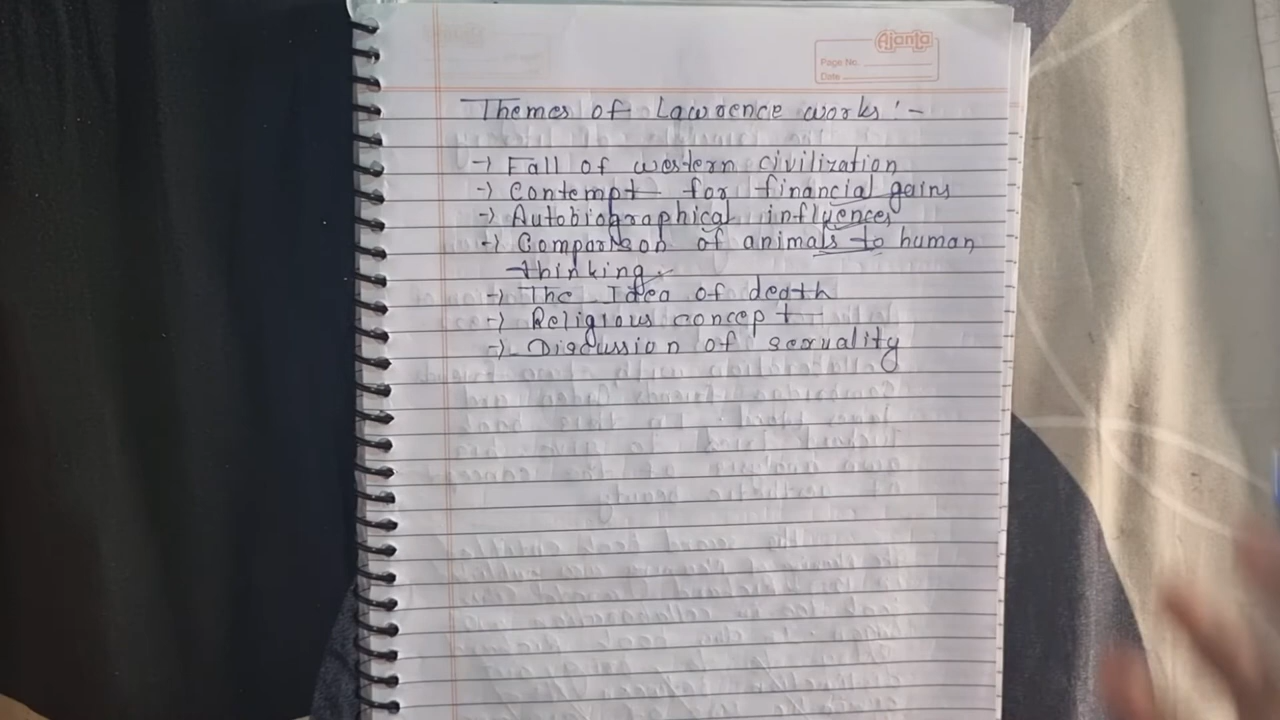 Ajanta
Page No.
Date
Themes of Lawrence works :-
-> Fall of western civilization
-> Contempt for financial gains
-> Autobiographical influences
-> Comparison of animals to human
thinking.
-> The Idea of death
-> Religious concept
-> Discussion of sexuality